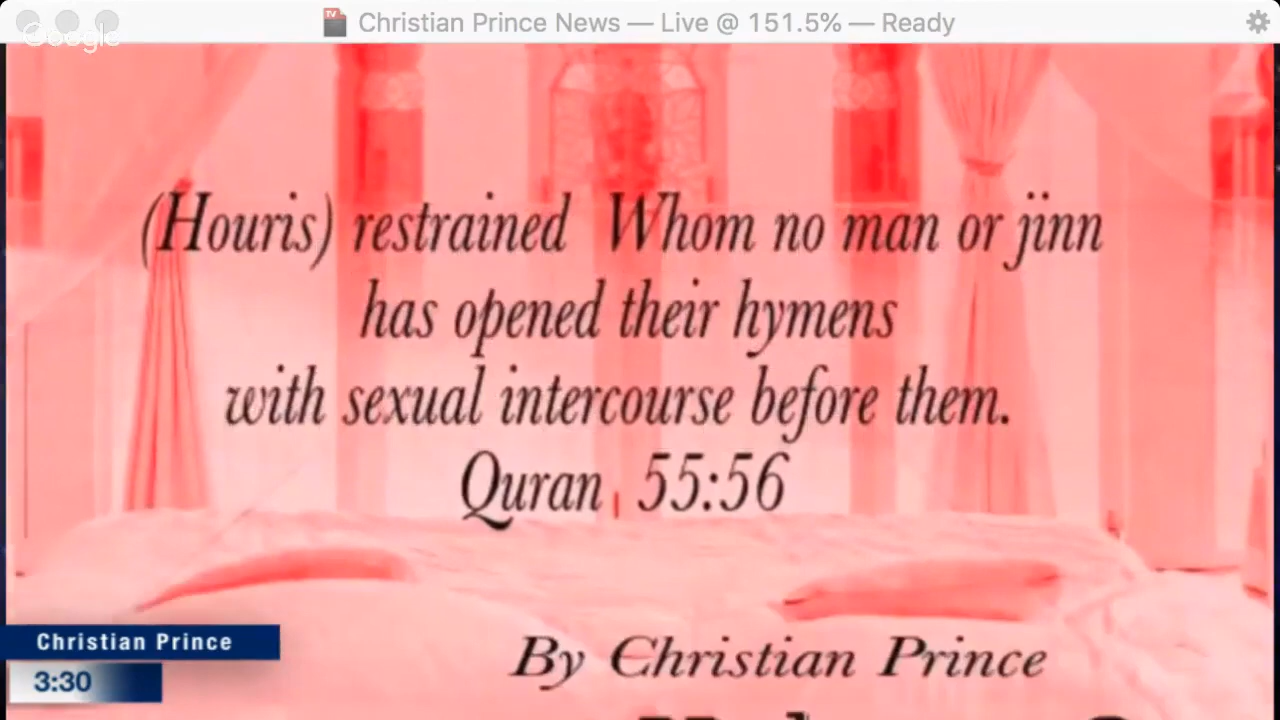 Christian Prince News — Live @ 151.5% — Ready
Google
(Houris) restrained Whom no man or jinn
has opened their hymens
with sexual intercourse before them.
Quran 55:56
Christian Prince
3:30
By Christian Prince